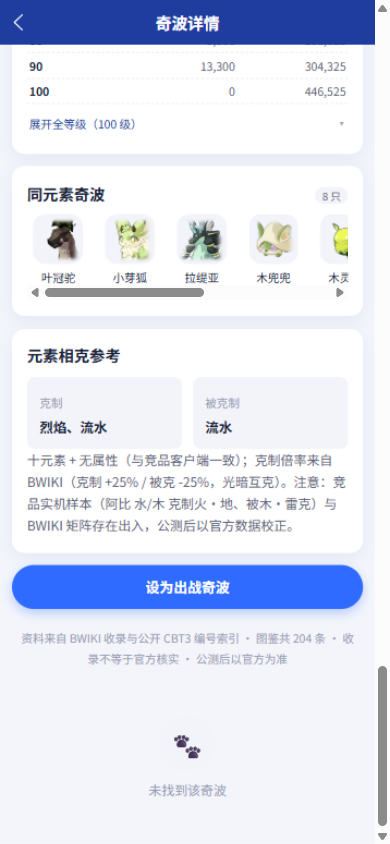 奇波详情
90 13,300 304,325
100 0 446,525
展开全等级（100 级）
同元素奇波
8 只
叶冠驼 小芽狐 拉缇亚 木兜兜
元素相克参考
克制 被克制
烈焰、流水 流水
十元素 + 无属性（与竞品客户端一致）；克制倍率来自
BWIKI（克制 +25% / 被克 -25%，光暗互克）。注意：竞
品实机样本（阿比 水/木 克制火·地、被木·雷克）与
BWIKI 矩阵存在出入，公测后以官方数据校正。
设为出战奇波
资料来自 BWIKI 收录与公开 CBT3 编号索引 · 图鉴共 204 条 · 收
录不等于官方核实 · 公测后以官方为准
未找到该奇波